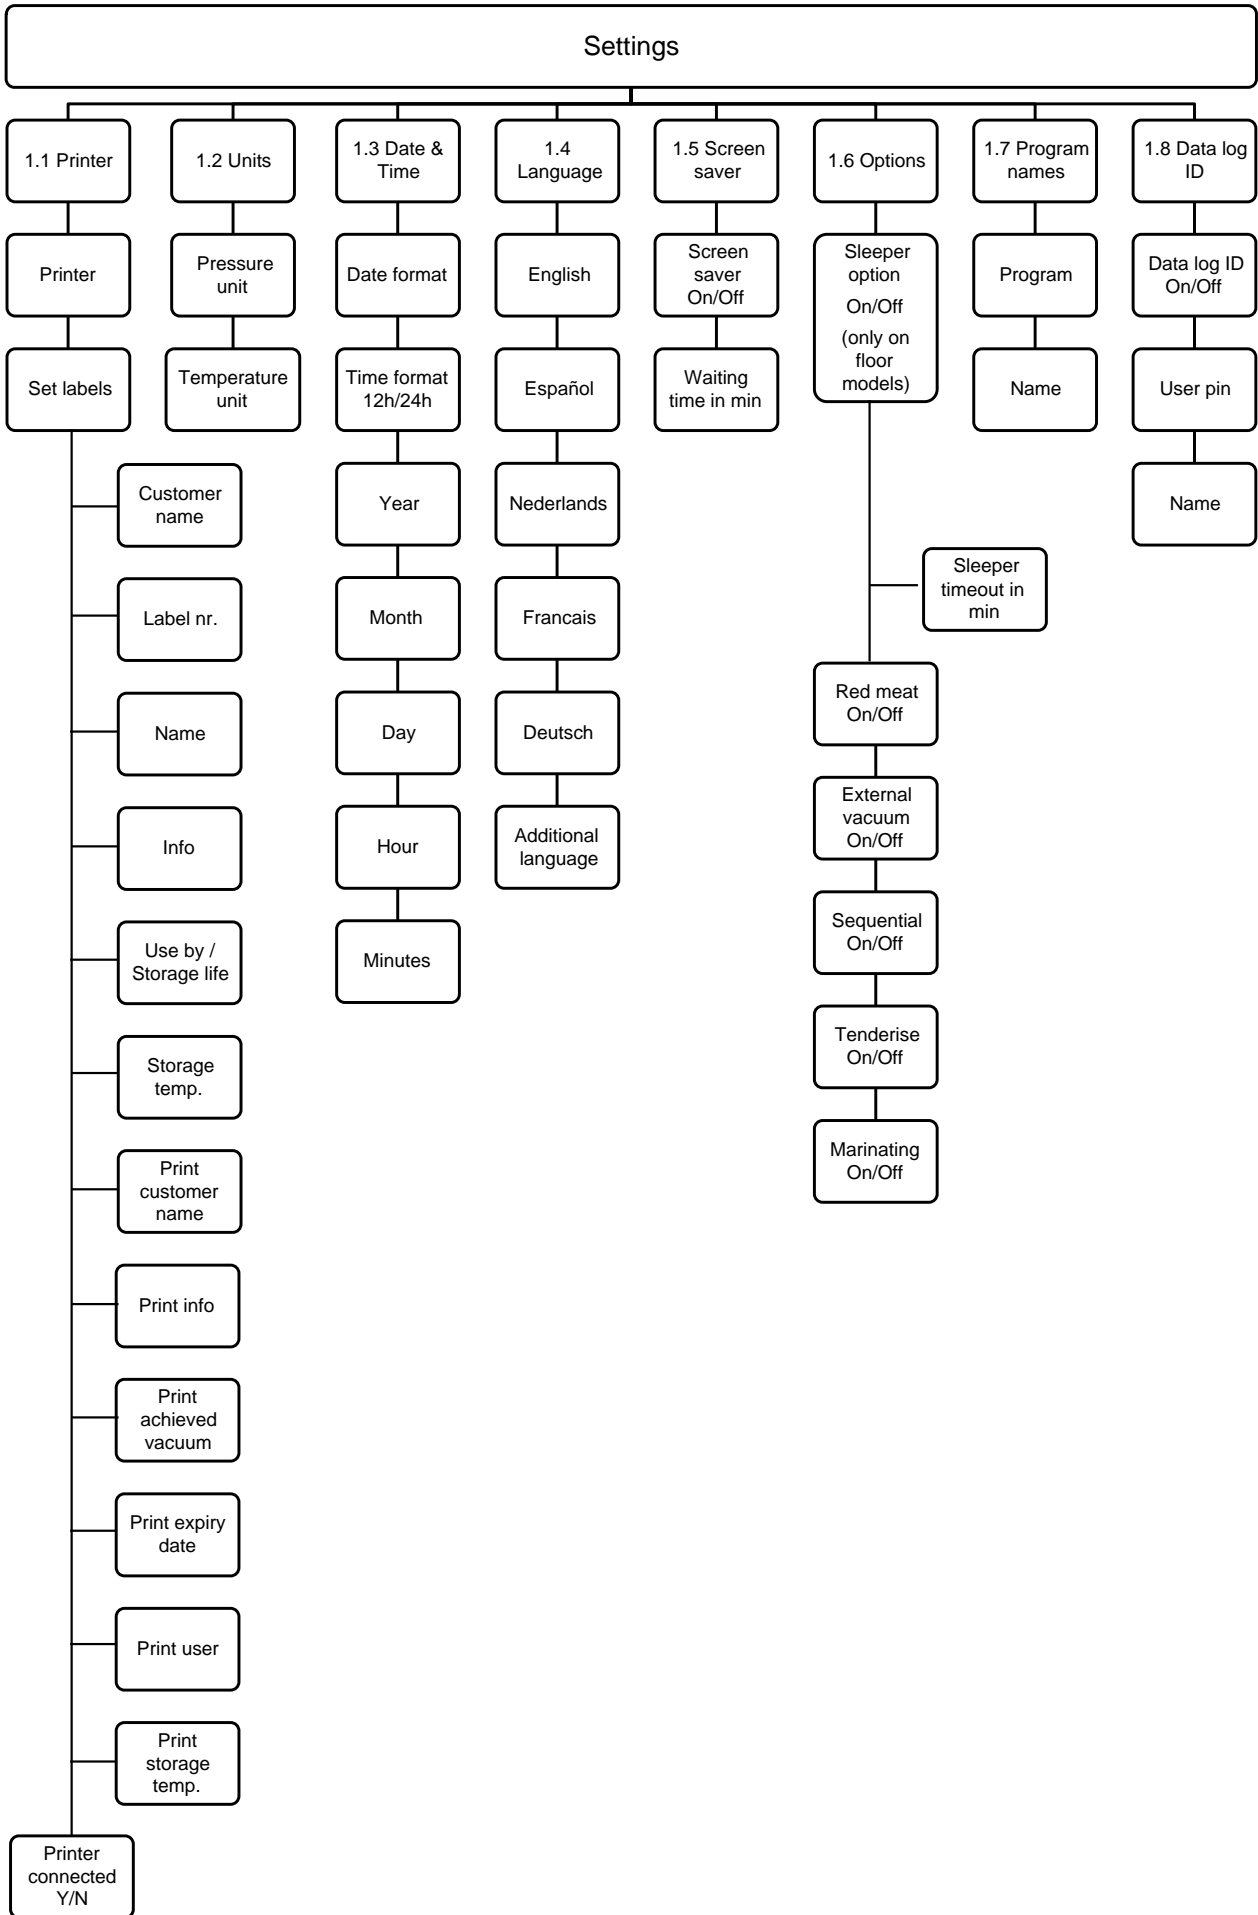 Settings
1.1 Printer
Printer
Set labels
Customer
name
Label nr.
Name
Info
Use by /
Storage life
Storage
temp.
Print
customer
name
Print info
Print
achieved
vacuum
Print expiry
date
Print user
Print
storage
temp.
Printer
connected
Y/N
1.2 Units
Pressure
unit
Temperature
unit
1.3 Date &
Time
Date format
Time format
12h/24h
Year
Month
Day
Hour
Minutes
1.4
Language
English
Español
Nederlands
Francais
Deutsch
Additional
language
1.5 Screen
saver
Screen
saver
On/Off
Waiting
time in min
1.6 Options
Sleeper
option
On/Off
(only on
floor
models)
Sleeper
timeout in
min
Red meat
On/Off
External
vacuum
On/Off
Sequential
On/Off
Tenderise
On/Off
Marinating
On/Off
1.7 Program
names
Program
Name
1.8 Data log
ID
Data log ID
On/Off
User pin
Name